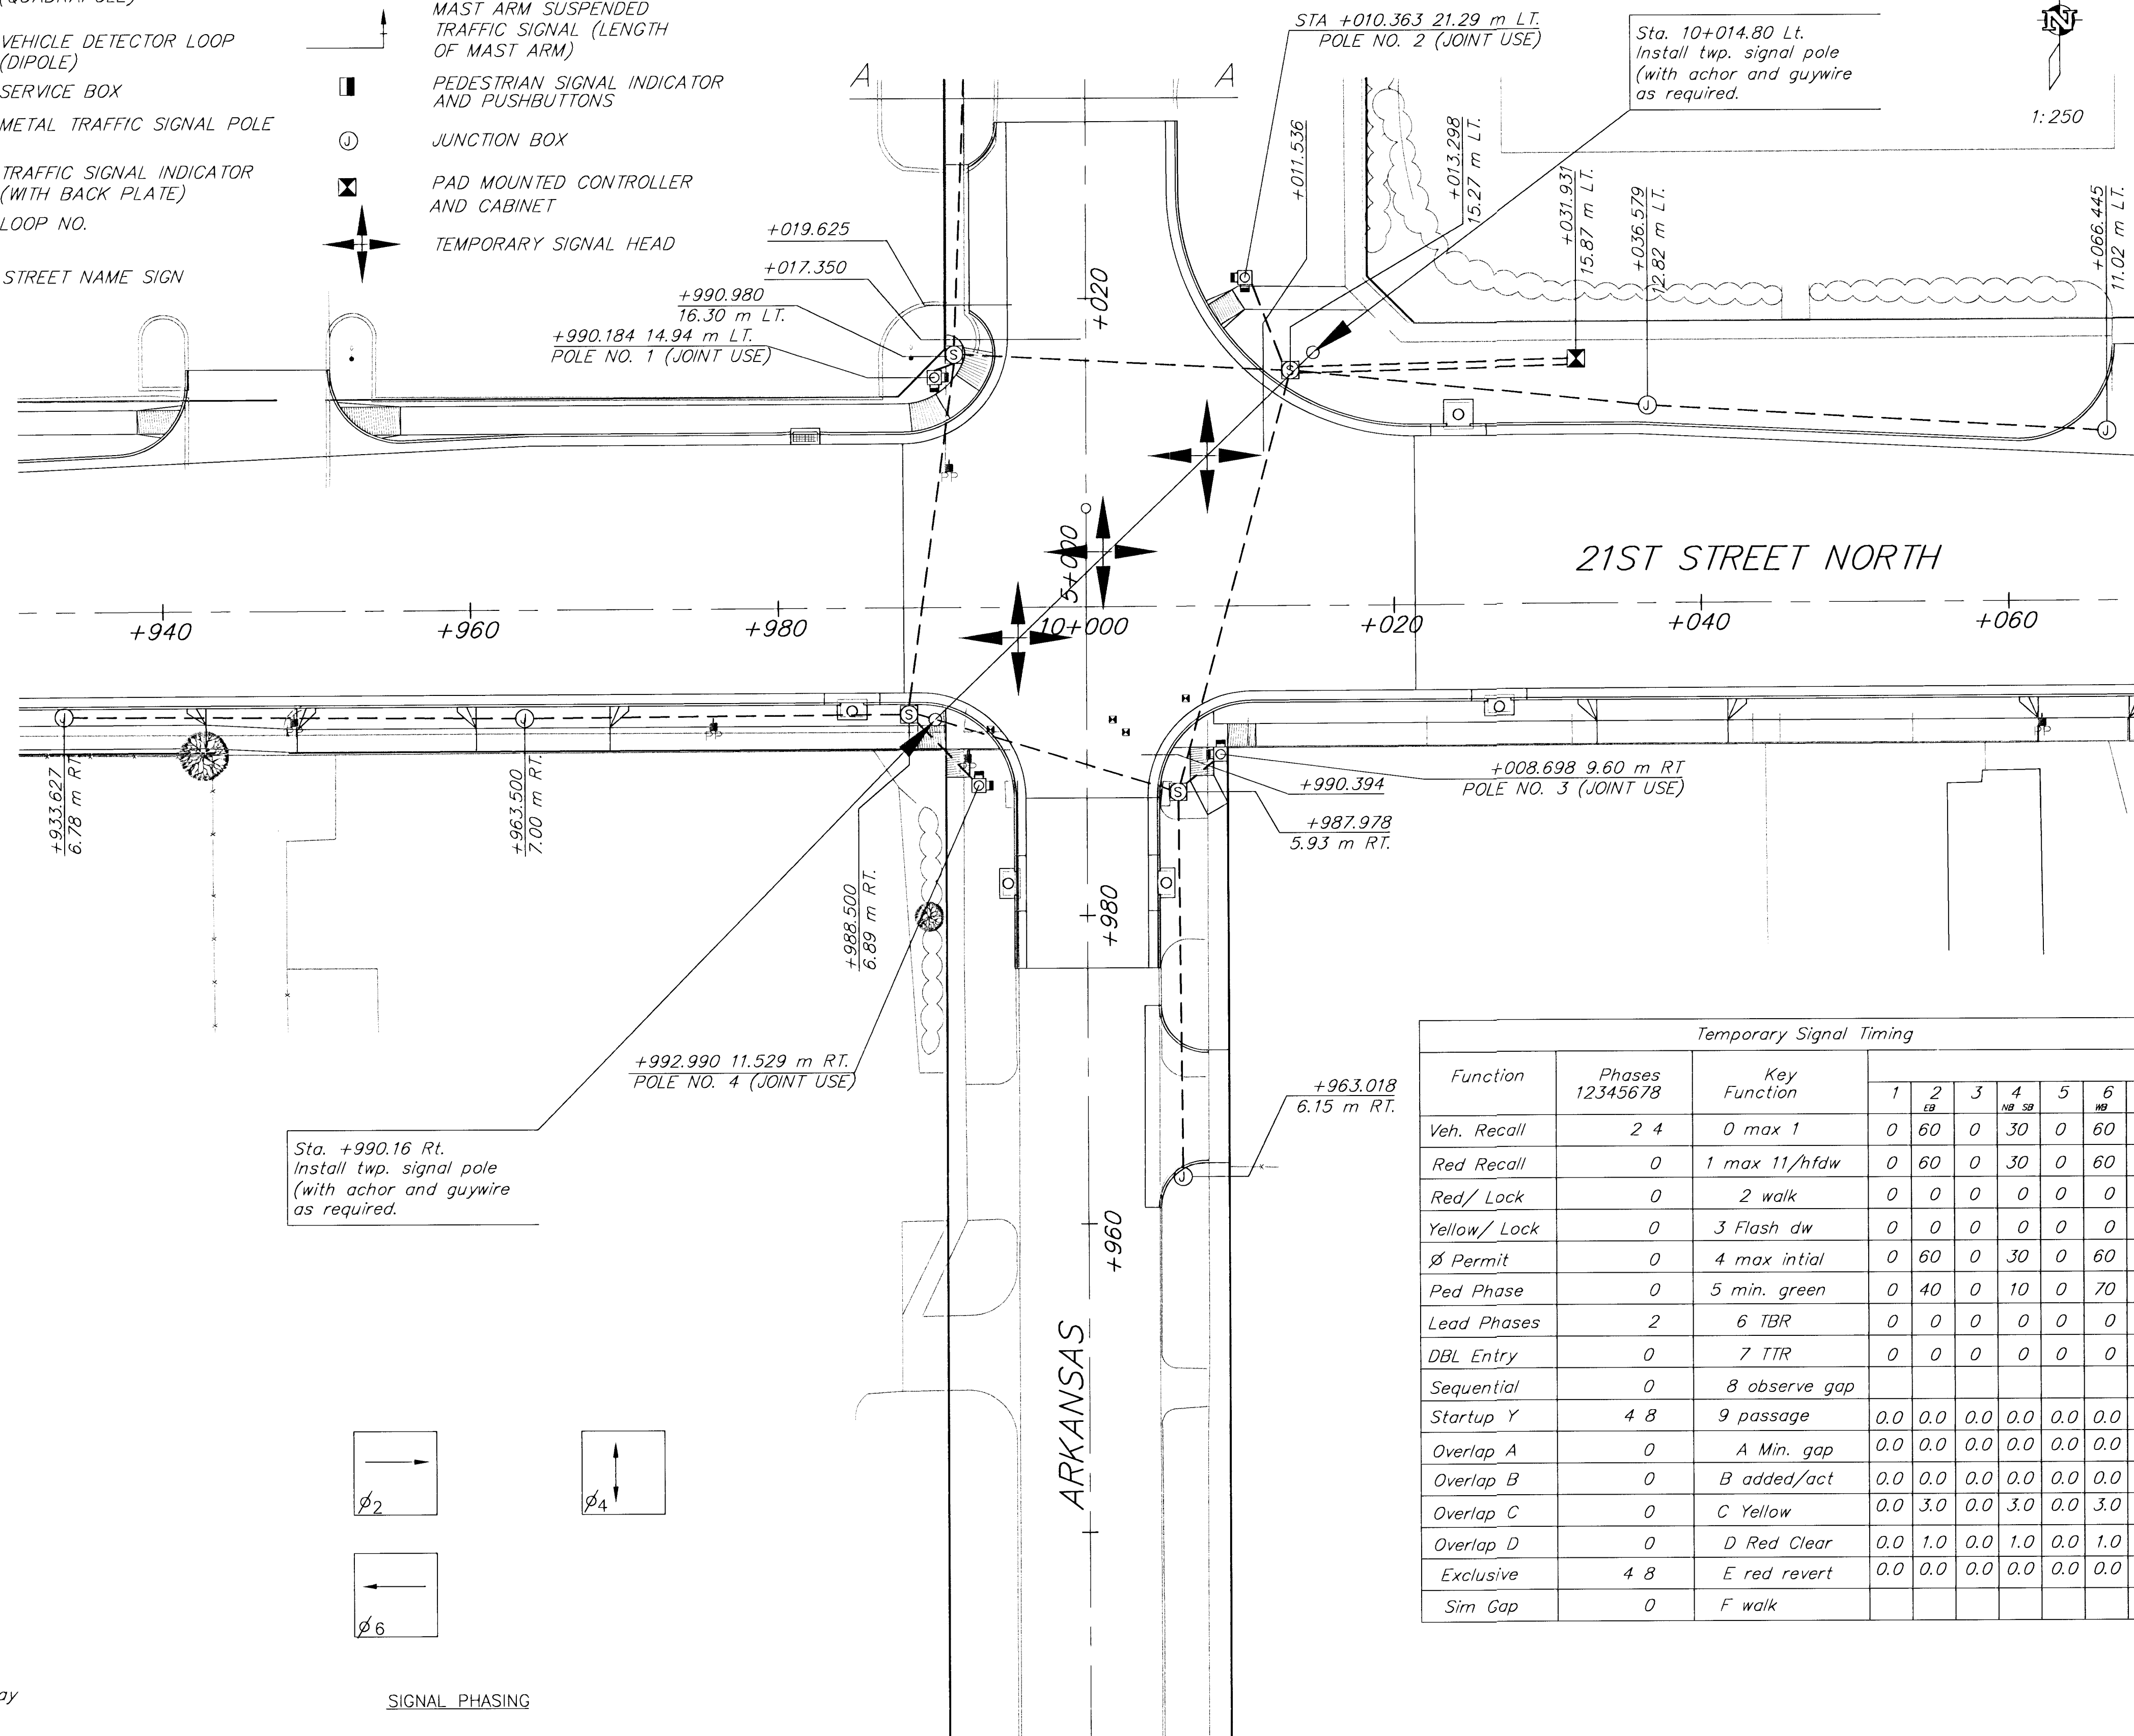 (QUADRAPOLE)
VEHICLE DETECTOR LOOP
(DIPOLE)
SERVICE BOX
METAL TRAFFIC SIGNAL POLE
TRAFFIC SIGNAL INDICATOR
(WITH BACK PLATE)
LOOP NO.
STREET NAME SIGN
MAST ARM SUSPENDED
TRAFFIC SIGNAL (LENGTH
OF MAST ARM)
PEDESTRIAN SIGNAL INDICATOR
AND PUSHBUTTONS
J
JUNCTION BOX
PAD MOUNTED CONTROLLER
AND CABINET
TEMPORARY SIGNAL HEAD
A
A
STA +010.363 21.29 m LT.
POLE NO. 2 (JOINT USE)
Sta. 10+014.80 Lt.
Install twp. signal pole
(with achor and guywire
as required.
N
1:250
+019.625
+017.350
+990.980
16.30 m LT.
+990.184 14.94 m LT.
POLE NO. 1 (JOINT USE)
+020
+011.536
+013.298
15.27 m LT.
+031.931
15.87 m LT.
+036.579
12.82 m LT.
+066.445
11.02 m LT.
S
S
J
J
PP
5+000
21ST STREET NORTH
+940
+960
+980
10+000
+020
+040
+060
S
PP
PP
PP
PP
S
+933.627
6.78 m RT.
+963.500
7.00 m RT.
+988.500
6.89 m RT.
+990.394
+987.978
5.93 m RT.
+008.698 9.60 m RT
POLE NO. 3 (JOINT USE)
+980
+992.990 11.529 m RT.
POLE NO. 4 (JOINT USE)
+963.018
6.15 m RT.
J
Sta. +990.16 Rt.
Install twp. signal pole
(with achor and guywire
as required.
+960
ARKANSAS
Temporary Signal Timing
Function Phases 12345678 Key Function 1 2 EB 3 4 NB SB 5 6 WB
Veh. Recall 2 4 0 max 1 0 60 0 30 0 60
Red Recall 0 1 max 11/hfdw 0 60 0 30 0 60
Red/ Lock 0 2 walk 0 0 0 0 0 0
Yellow/ Lock 0 3 Flash dw 0 0 0 0 0 0
Ø Permit 0 4 max intial 0 60 0 30 0 60
Ped Phase 0 5 min. green 0 40 0 10 0 70
Lead Phases 2 6 TBR 0 0 0 0 0 0
DBL Entry 0 7 TTR 0 0 0 0 0 0
Sequential 0 8 observe gap
Startup Y 4 8 9 passage 0.0 0.0 0.0 0.0 0.0 0.0
Overlap A 0 A Min. gap 0.0 0.0 0.0 0.0 0.0 0.0
Overlap B 0 B added/act 0.0 0.0 0.0 0.0 0.0 0.0
Overlap C 0 C Yellow 0.0 3.0 0.0 3.0 0.0 3.0
Overlap D 0 D Red Clear 0.0 1.0 0.0 1.0 0.0 1.0
Exclusive 4 8 E red revert 0.0 0.0 0.0 0.0 0.0 0.0
Sim Gap 0 F walk
Ø2
Ø4
Ø6
ay
SIGNAL PHASING